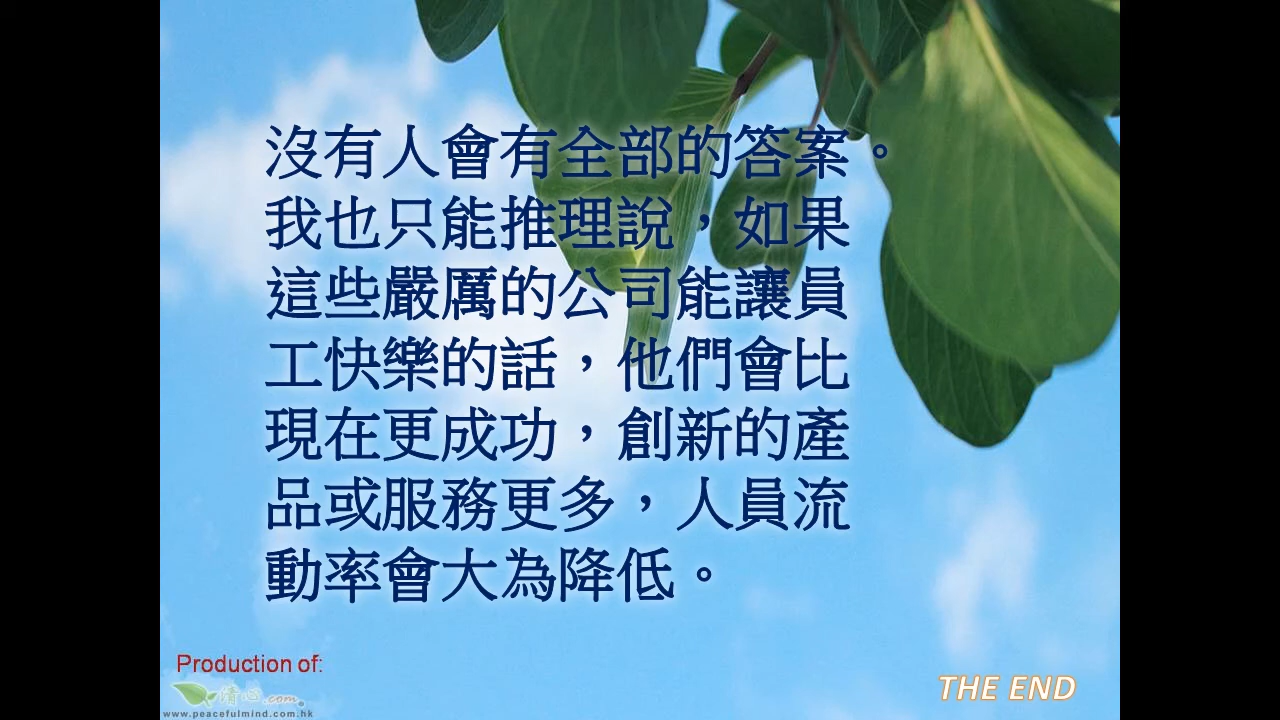 沒有人會有全部的答案。
我也只能推理說，如果
這些嚴厲的公司能讓員
工快樂的話，他們會比
現在更成功，創新的產
品或服務更多，人員流
動率會大為降低。
Production of:
清心.com
www.peacefulmind.com.hk
THE END